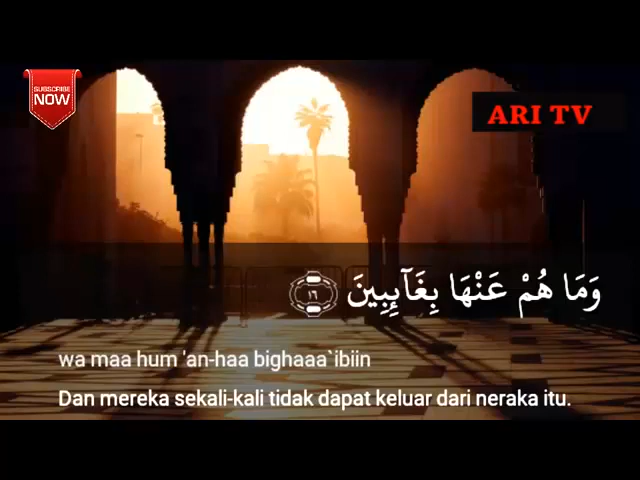 SUBSCRIBE
NOW
ARI TV
وَمَا هُمْ عَنْهَا بِغَآئِبِينَ ١٦
wa maa hum 'an-haa bighaaa`ibiin
Dan mereka sekali-kali tidak dapat keluar dari neraka itu.